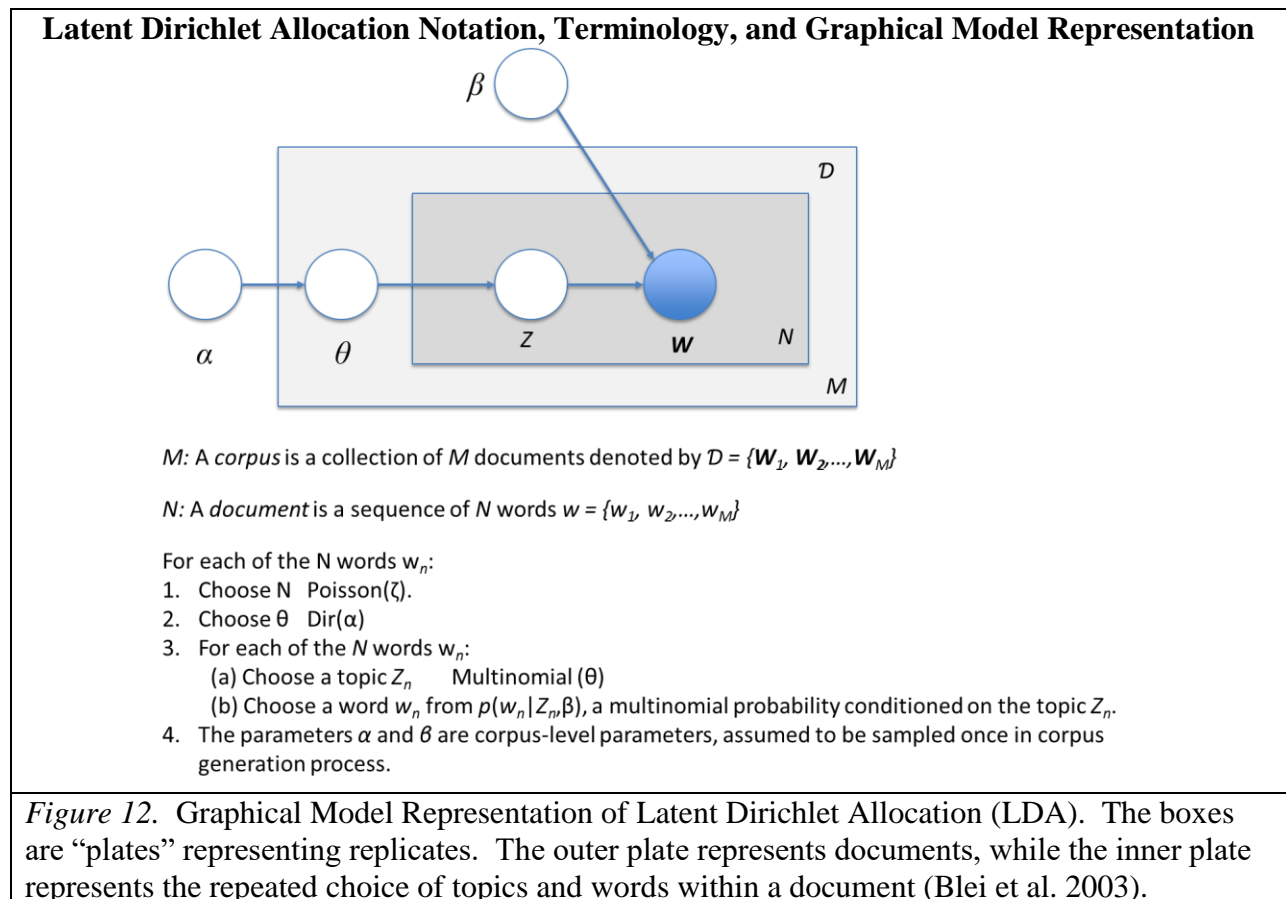 Latent Dirichlet Allocation Notation, Terminology, and Graphical Model Representation
β
𝒟
α
θ
Z
W
N
M
M: A corpus is a collection of M documents denoted by 𝒟 = {W₁, W₂,...,W_M}
N: A document is a sequence of N words w = {w₁, w₂,...,w_M}
For each of the N words wₙ:
1. Choose N Poisson(ζ).
2. Choose θ Dir(α)
3. For each of the N words wₙ:
(a) Choose a topic Zₙ Multinomial (θ)
(b) Choose a word wₙ from p(wₙ|Zₙ,β), a multinomial probability conditioned on the topic Zₙ.
4. The parameters α and β are corpus-level parameters, assumed to be sampled once in corpus
generation process.
Figure 12. Graphical Model Representation of Latent Dirichlet Allocation (LDA). The boxes
are “plates” representing replicates. The outer plate represents documents, while the inner plate
represents the repeated choice of topics and words within a document (Blei et al. 2003).